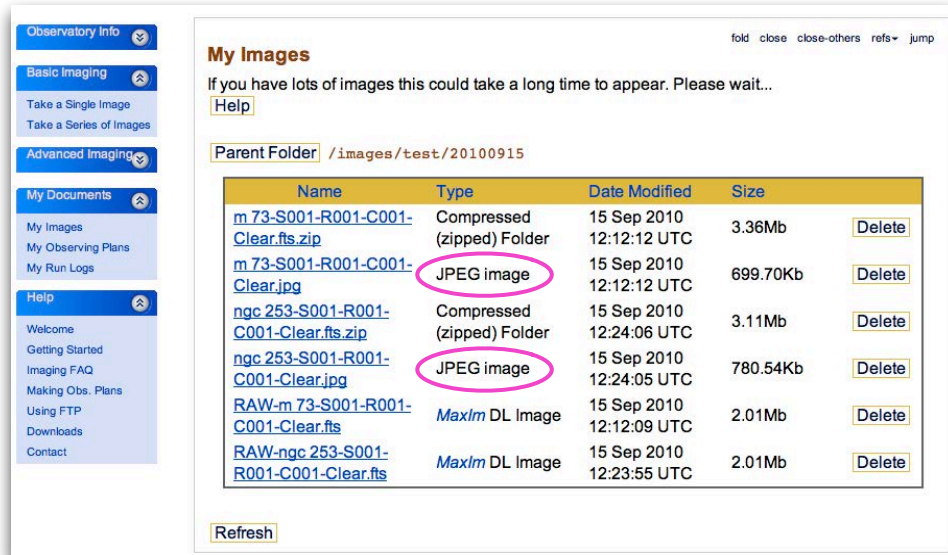 Observatory Info
Basic Imaging
Take a Single Image
Take a Series of Images
Advanced Imaging
My Documents
My Images
My Observing Plans
My Run Logs
Help
Welcome
Getting Started
Imaging FAQ
Making Obs. Plans
Using FTP
Downloads
Contact
fold close close-others refs jump
My Images
If you have lots of images this could take a long time to appear. Please wait...
Help
Parent Folder /images/test/20100915
Name Type Date Modified Size
m 73-S001-R001-C001- Compressed 15 Sep 2010
Clear.fts.zip (zipped) Folder 12:12:12 UTC 3.36Mb Delete
m 73-S001-R001-C001- JPEG image 15 Sep 2010
Clear.jpg 12:12:12 UTC 699.70Kb Delete
ngc 253-S001-R001- Compressed 15 Sep 2010
C001-Clear.fts.zip (zipped) Folder 12:24:06 UTC 3.11Mb Delete
ngc 253-S001-R001- JPEG image 15 Sep 2010
C001-Clear.jpg 12:24:05 UTC 780.54Kb Delete
RAW-m 73-S001-R001- MaxIm DL Image 15 Sep 2010
C001-Clear.fts 12:12:09 UTC 2.01Mb Delete
RAW-ngc 253-S001- MaxIm DL Image 15 Sep 2010
R001-C001-Clear.fts 12:23:55 UTC 2.01Mb Delete
Refresh